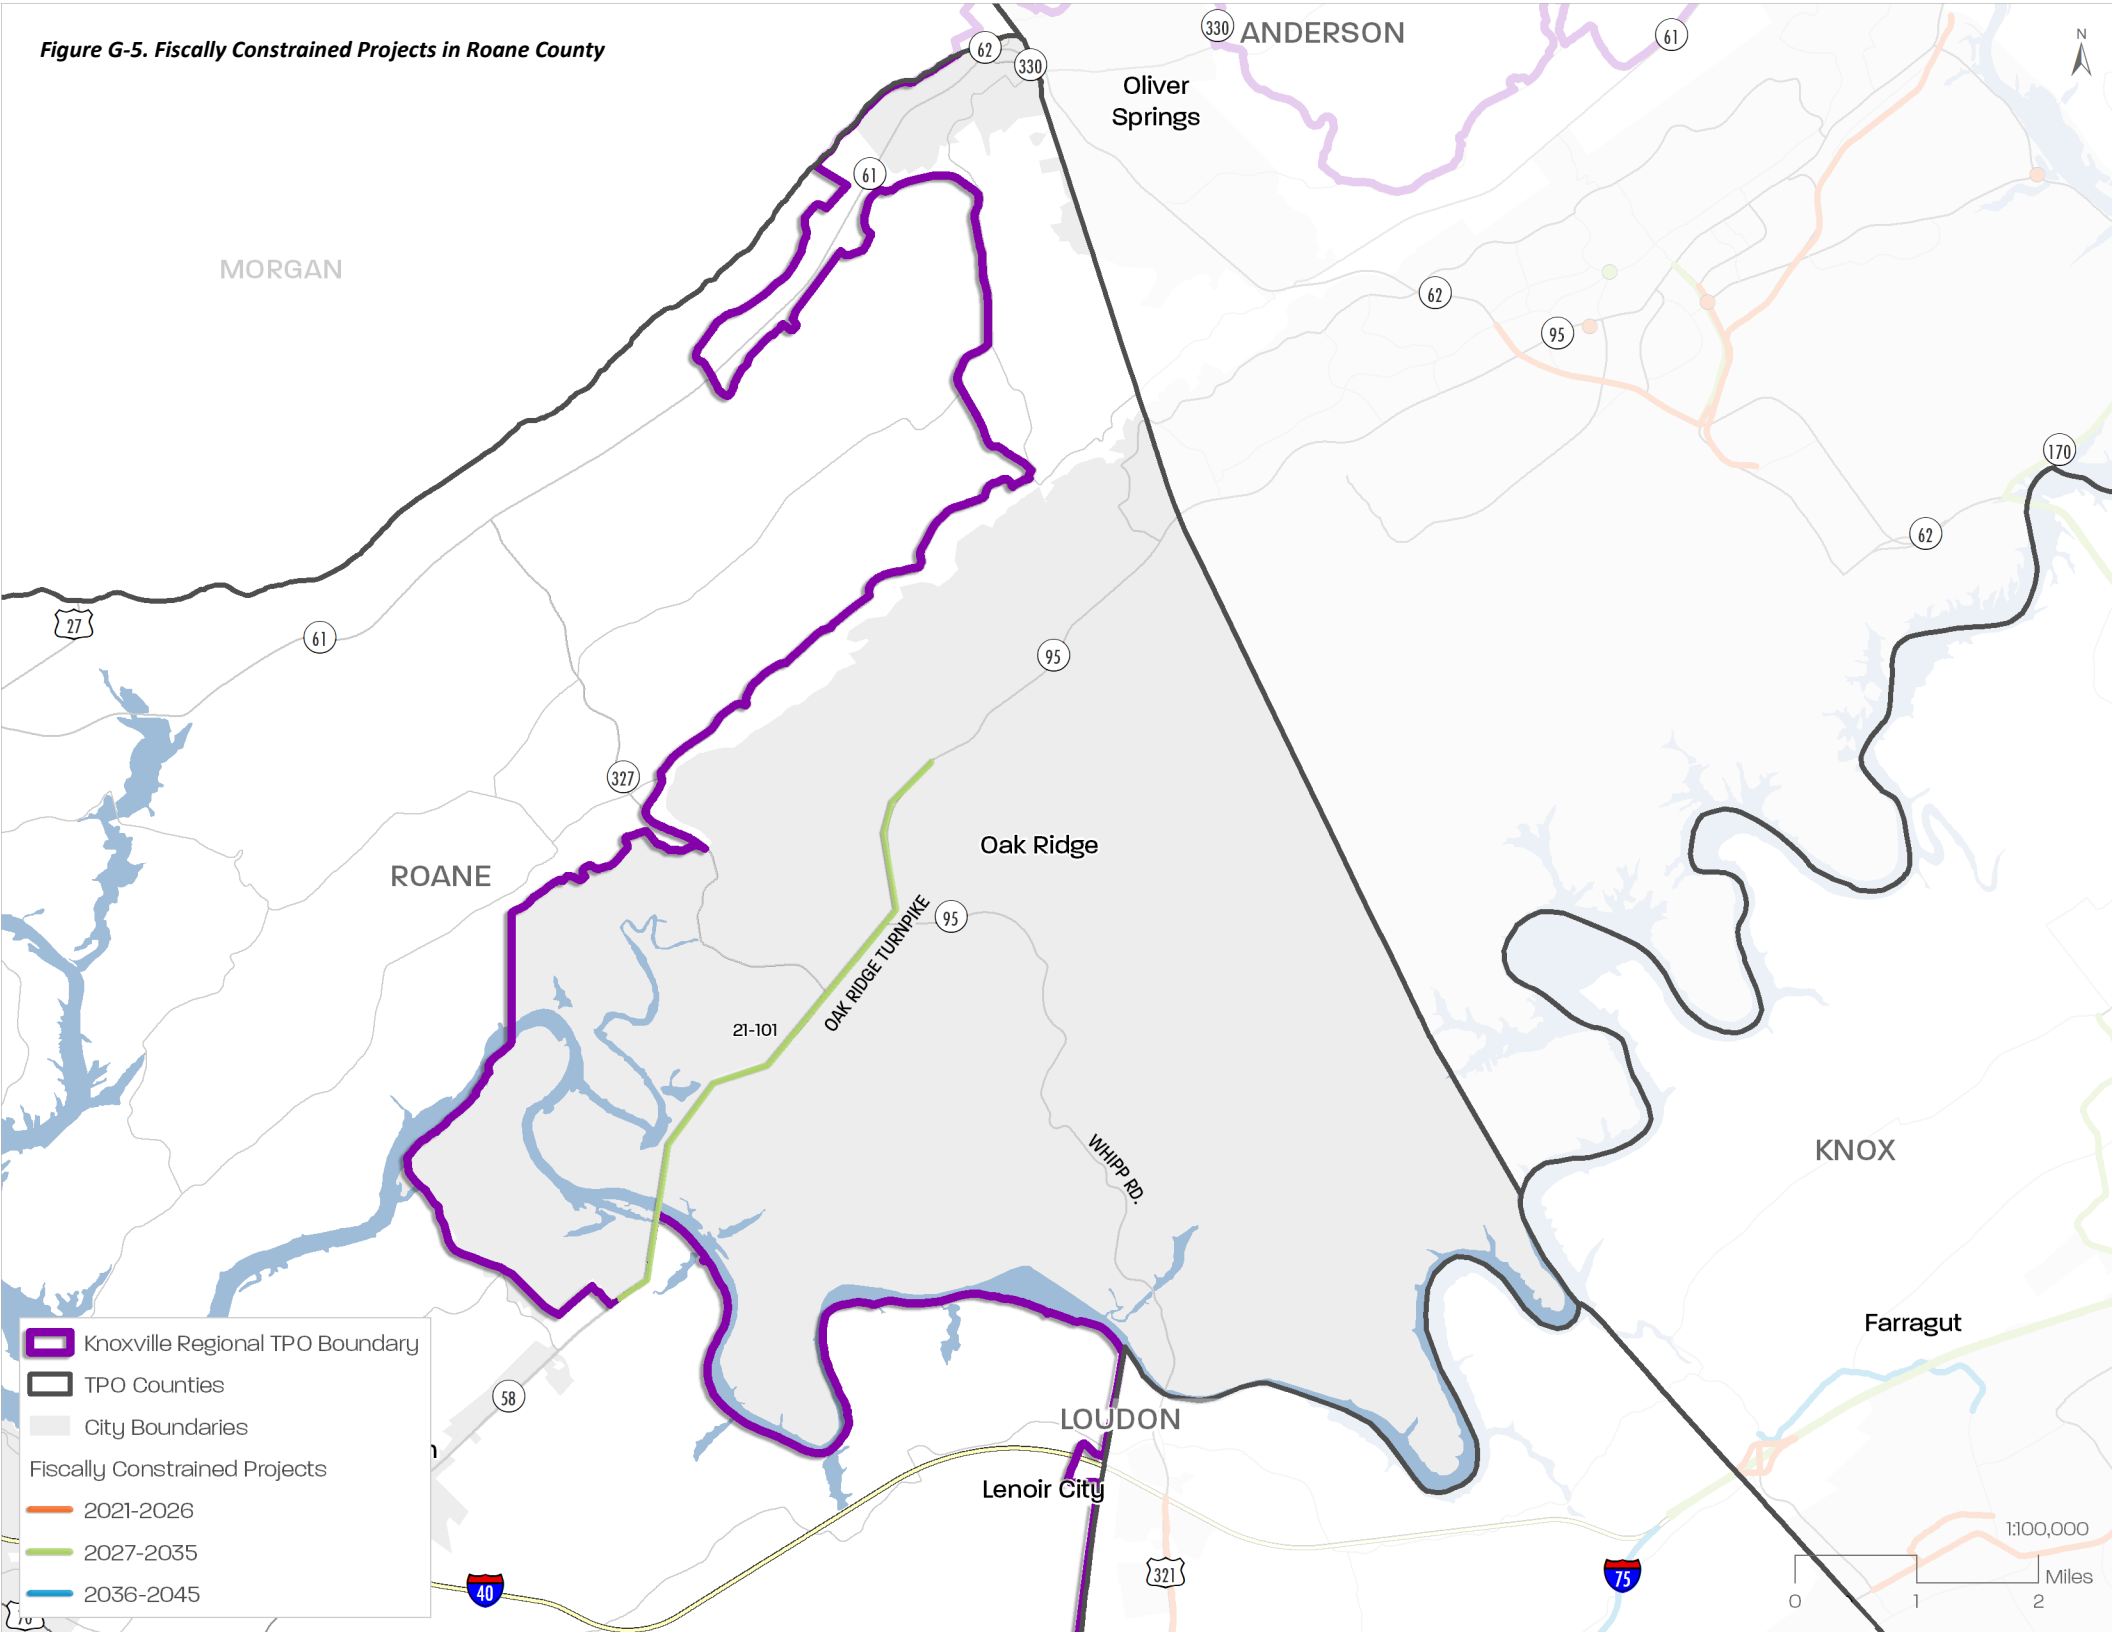 Figure G-5. Fiscally Constrained Projects in Roane County
62
330
330
ANDERSON
61
N
Oliver
Springs
61
MORGAN
62
95
170
62
27
61
95
327
Oak Ridge
ROANE
95
OAK RIDGE TURNPIKE
21-101
WHIPP RD.
KNOX
Farragut
Knoxville Regional TPO Boundary
TPO Counties
City Boundaries
Fiscally Constrained Projects
2021-2026
2027-2035
2036-2045
58
LOUDON
Lenoir City
40
321
75
1:100,000
Miles
0 1 2